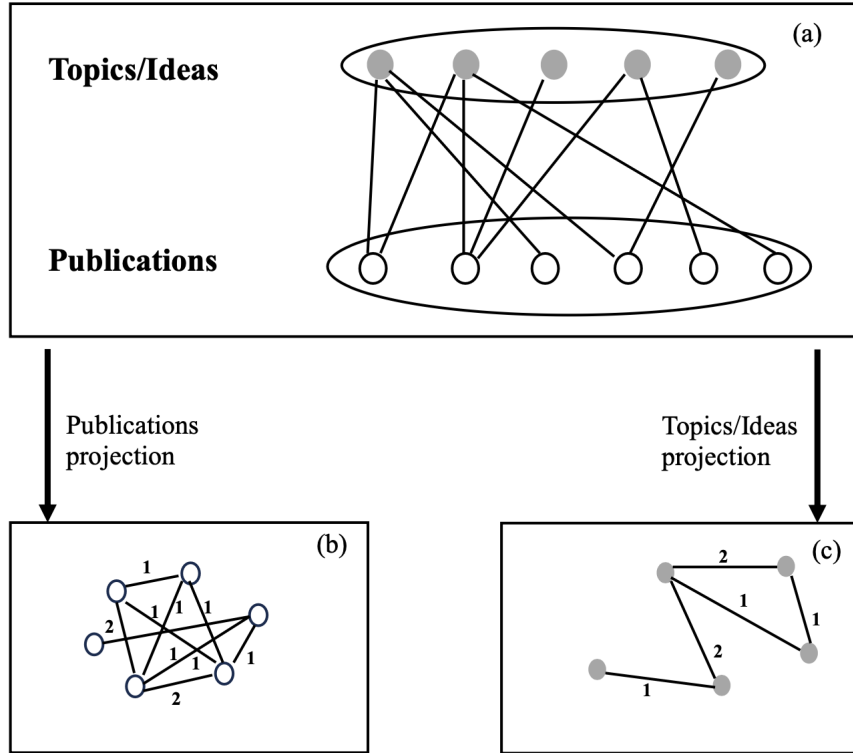 (a)
Topics/Ideas
Publications
Publications
projection
Topics/Ideas
projection
(b)
1
2
1
1
1
1
1
1
2
(c)
2
1
1
2
1